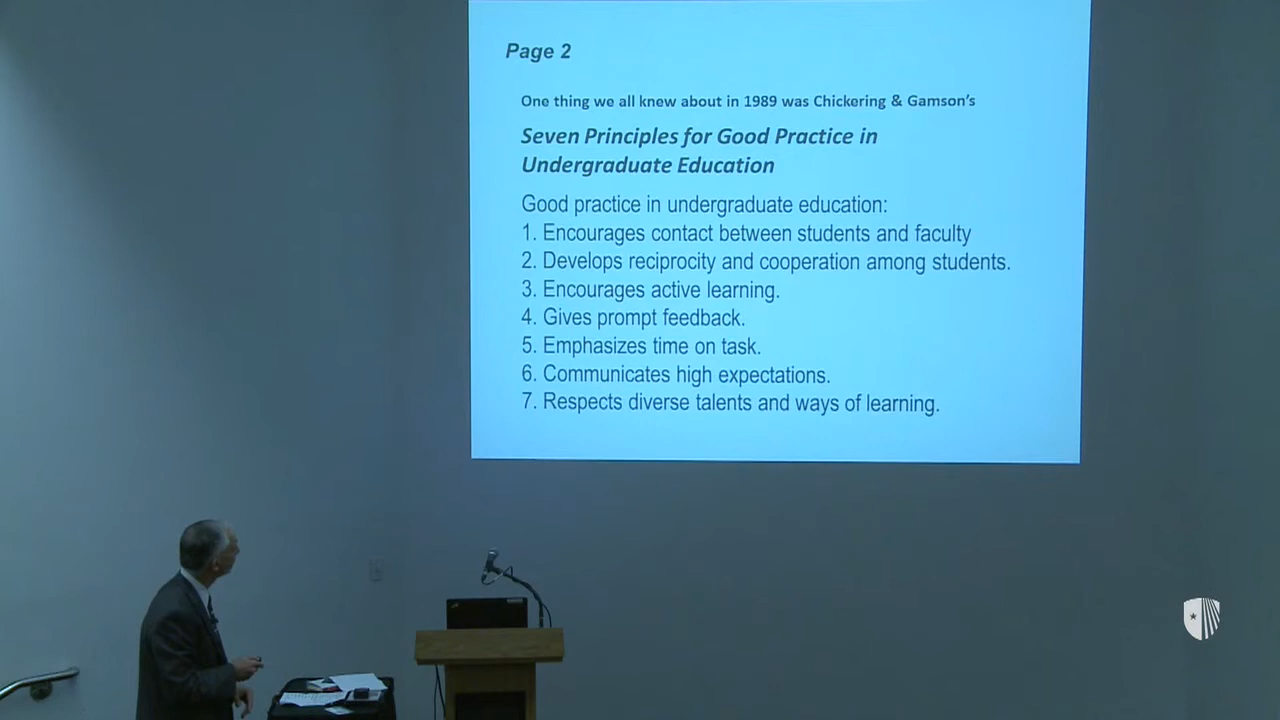 Page 2
One thing we all knew about in 1989 was Chickering & Gamson's
Seven Principles for Good Practice in
Undergraduate Education
Good practice in undergraduate education:
1. Encourages contact between students and faculty
2. Develops reciprocity and cooperation among students.
3. Encourages active learning.
4. Gives prompt feedback.
5. Emphasizes time on task.
6. Communicates high expectations.
7. Respects diverse talents and ways of learning.